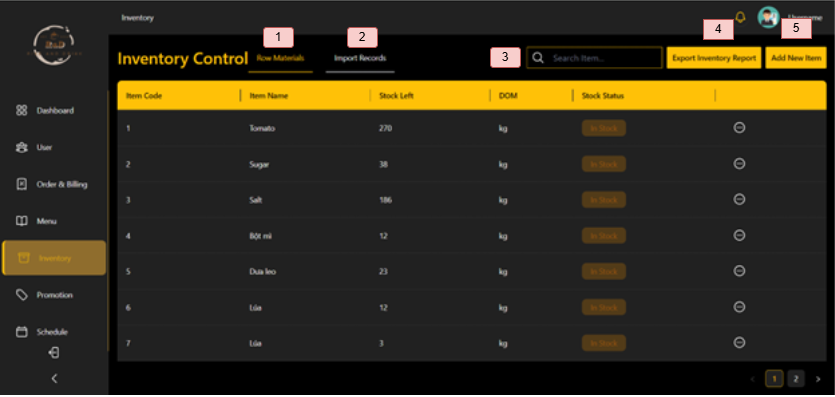 Inventory
Username
1
2
3
4
5
Inventory Control
Row Materials
Import Records
Search Item...
Export Inventory Report
Add New Item
Item Code Item Name Stock Left DOM Stock Status
1 Tomato 270 kg In Stock
2 Sugar 38 kg In Stock
3 Salt 186 kg In Stock
4 Bột mì 12 kg In Stock
5 Dưa leo 23 kg In Stock
6 Lúa 12 kg In Stock
7 Lúa 3 kg In Stock
Dashboard
User
Order & Billing
Menu
Inventory
Promotion
Schedule
1 2